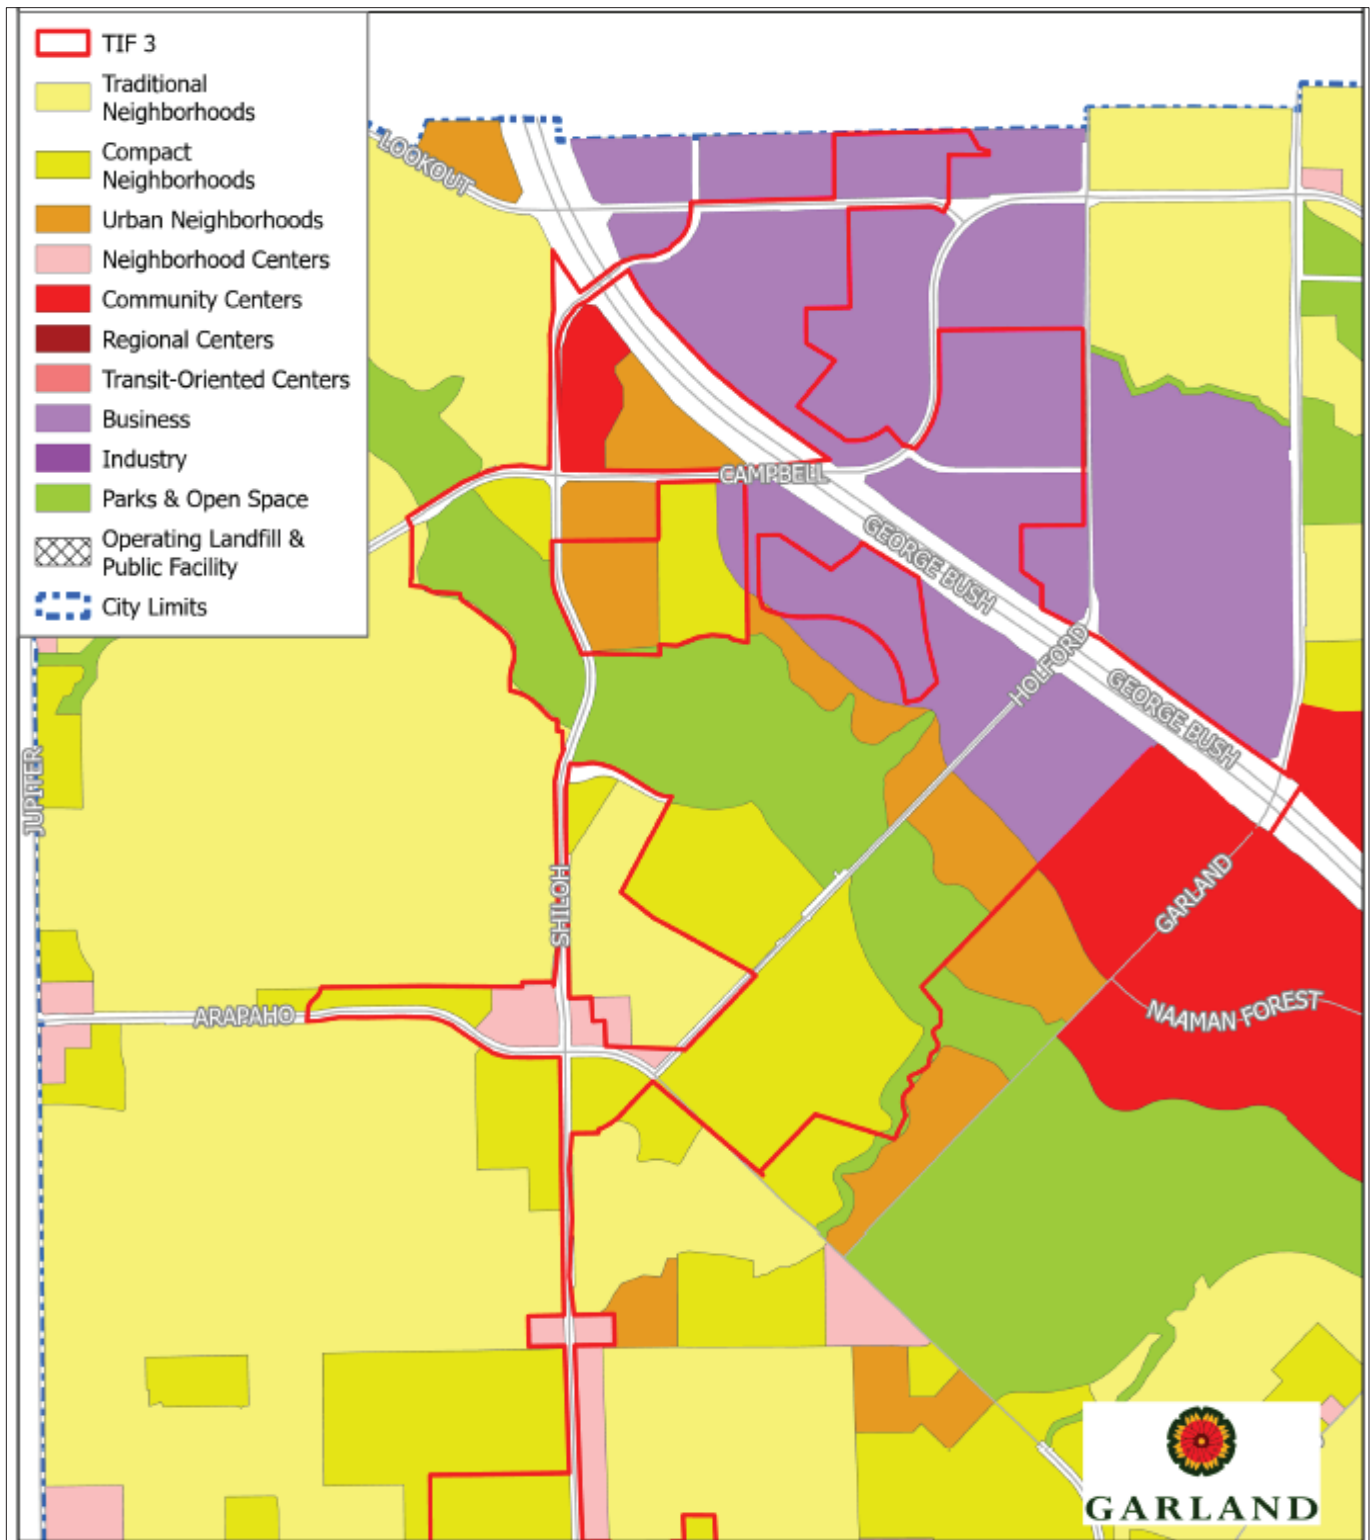 TIF 3
Traditional
Neighborhoods
Compact
Neighborhoods
Urban Neighborhoods
Neighborhood Centers
Community Centers
Regional Centers
Transit-Oriented Centers
Business
Industry
Parks & Open Space
Operating Landfill &
Public Facility
City Limits
LOOKOUT
CAMPBELL
GEORGE BUSH
HOLFORD
GEORGE BUSH
JUPITER
SHILOH
GARLAND
NAAMAN FOREST
ARAPAHO
GARLAND